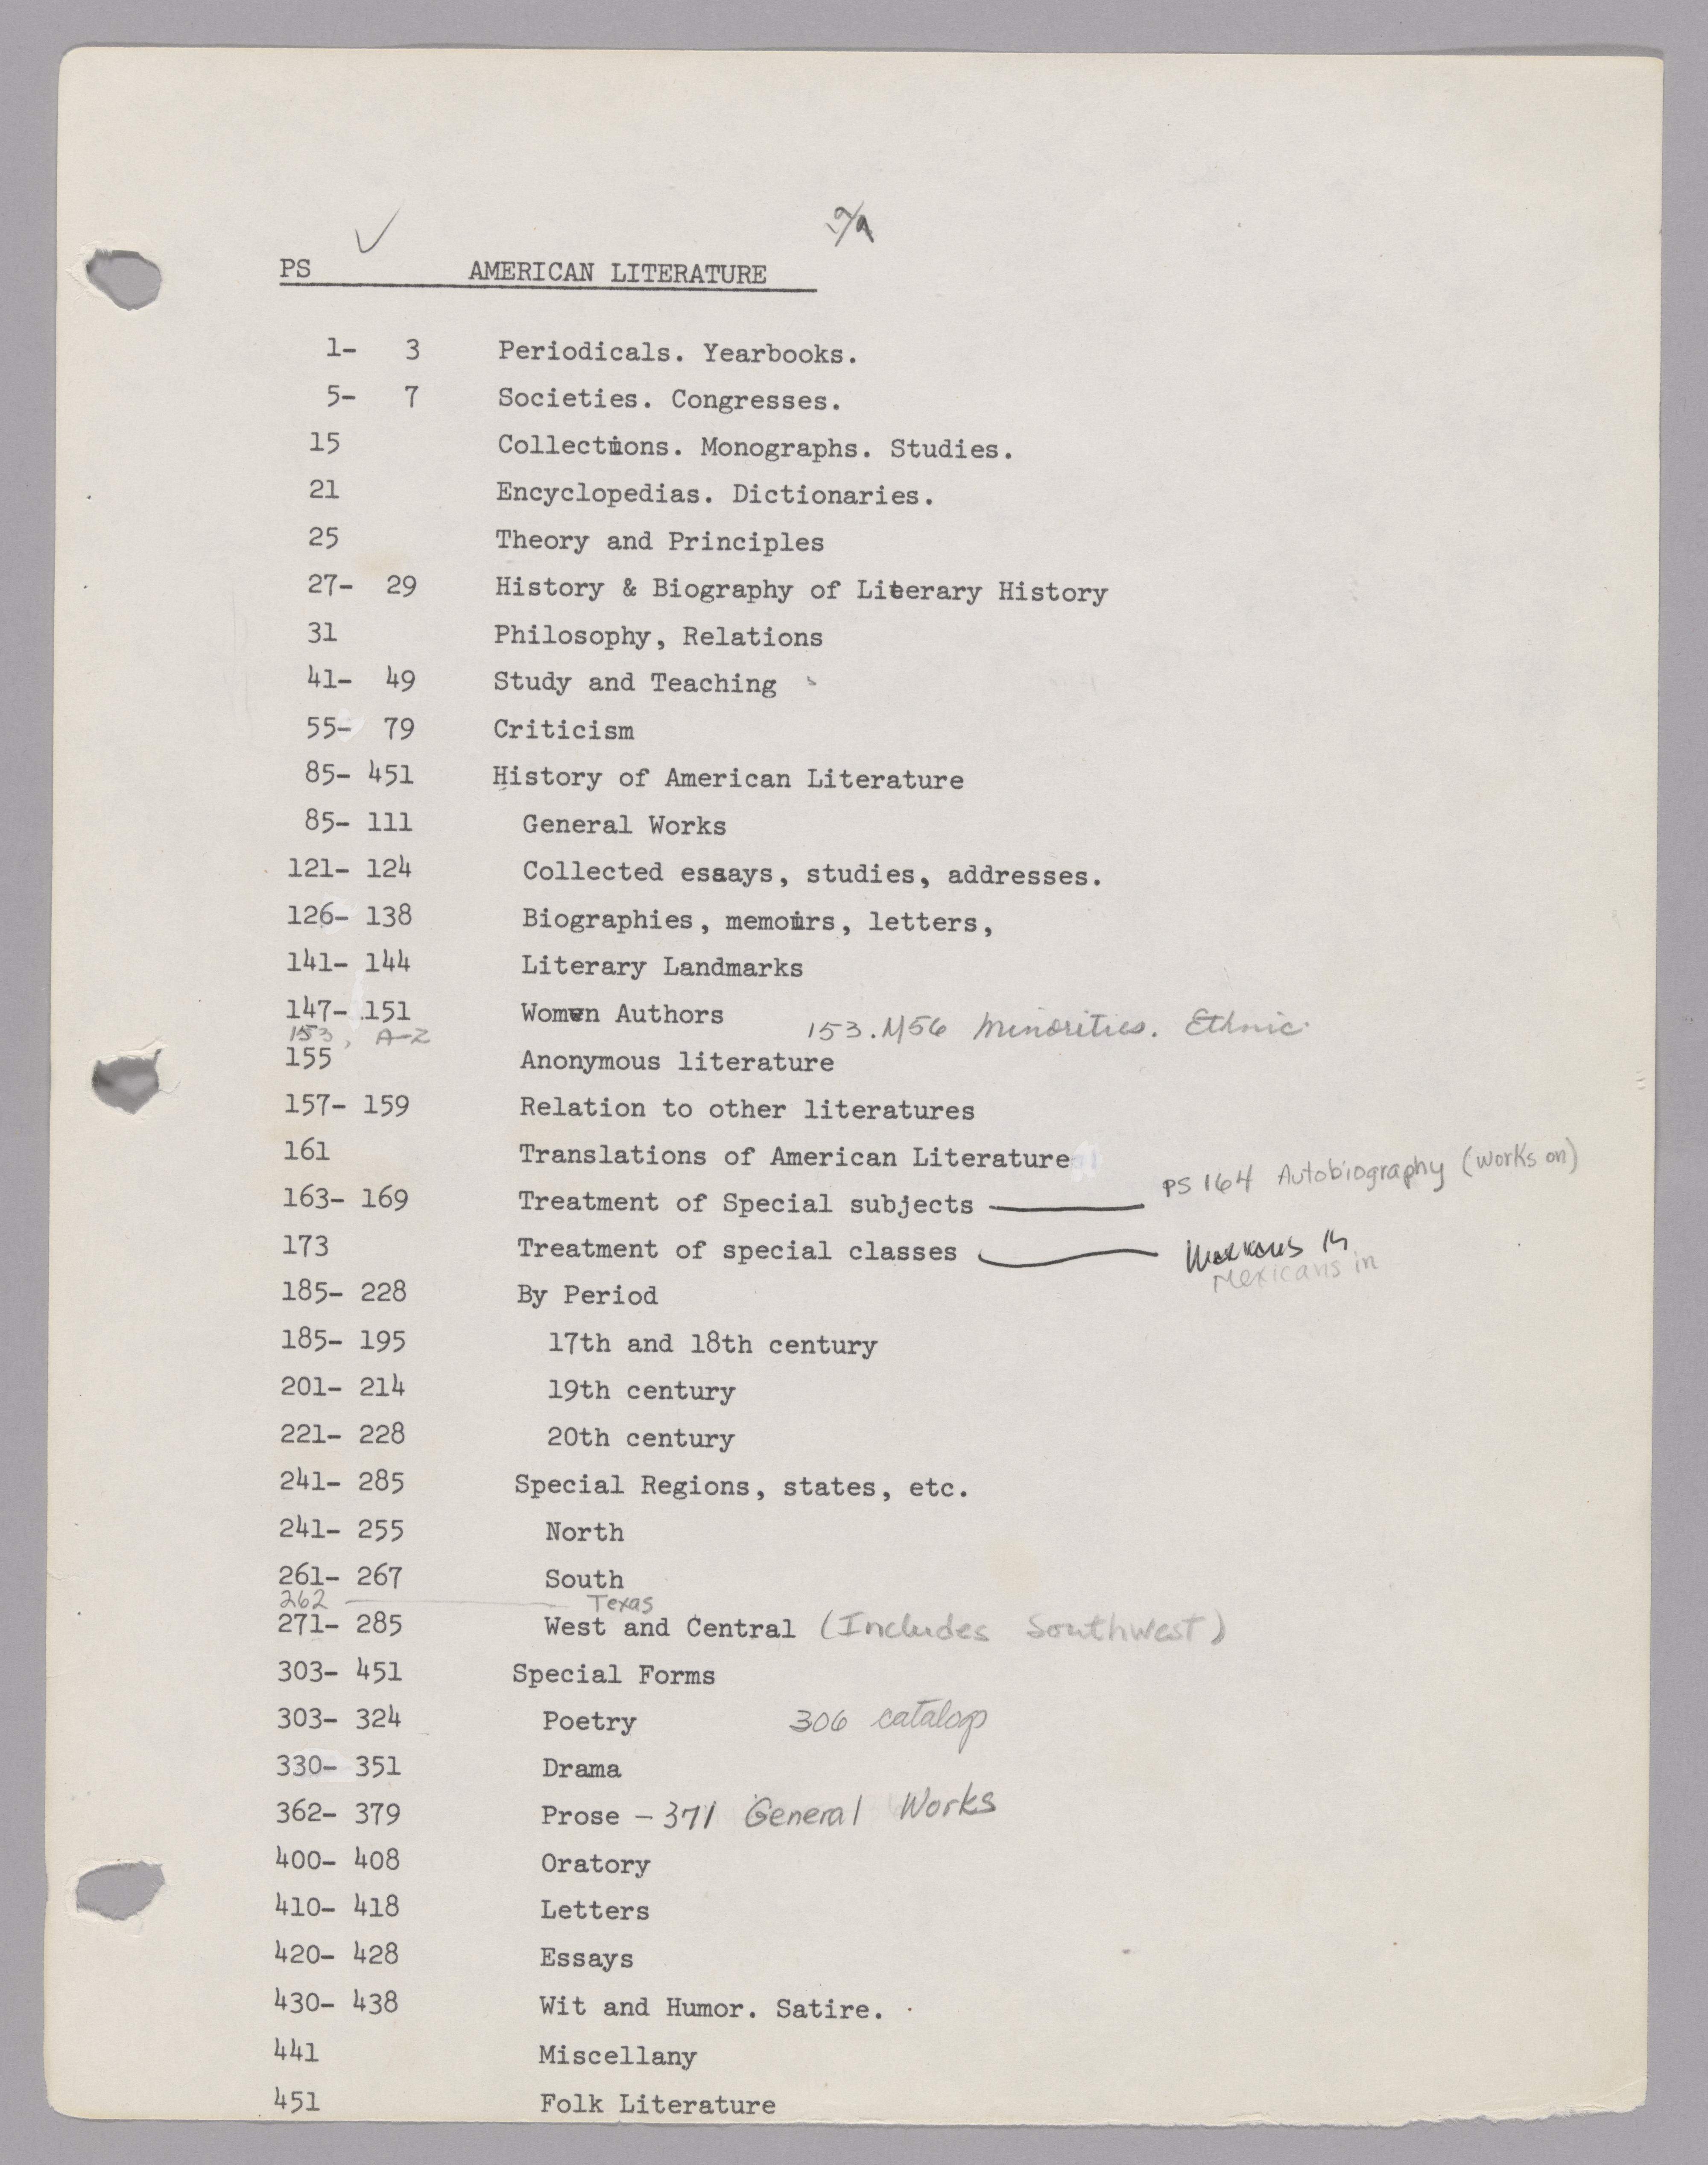 PS AMERICAN LITERATURE
1- 3 Periodicals. Yearbooks.
5- 7 Societies. Congresses.
15 Collections. Monographs. Studies.
21 Encyclopedias. Dictionaries.
25 Theory and Principles
27- 29 History & Biography of Literary History
31 Philosophy, Relations
41- 49 Study and Teaching
55- 79 Criticism
85- 451 History of American Literature
85- 111 General Works
121- 124 Collected essays, studies, addresses.
126- 138 Biographies, memoirs, letters,
141- 144 Literary Landmarks
147- 151 Women Authors
153, A-Z 153.M56 Minorities. Ethnic.
155 Anonymous literature
157- 159 Relation to other literatures
161 Translations of American Literature
163- 169 Treatment of Special subjects — PS 164 Autobiography (works on)
173 Treatment of special classes — Mexicans in
Mexicans in
185- 228 By Period
185- 195 17th and 18th century
201- 214 19th century
221- 228 20th century
241- 285 Special Regions, states, etc.
241- 255 North
261- 267 South
262 — Texas
271- 285 West and Central (Includes Southwest)
303- 451 Special Forms
303- 324 Poetry 306 catalog
330- 351 Drama
362- 379 Prose - 371 General Works
400- 408 Oratory
410- 418 Letters
420- 428 Essays
430- 438 Wit and Humor. Satire.
441 Miscellany
451 Folk Literature